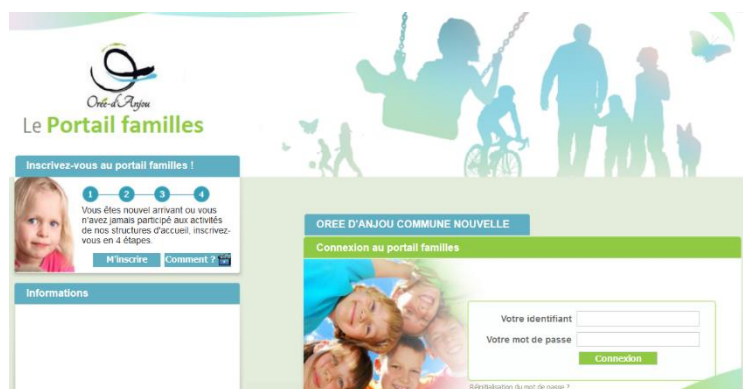 Orée-d'Anjou
Le Portail familles
Inscrivez-vous au portail familles !
1 2 3 4
Vous êtes nouvel arrivant ou vous
n'avez jamais participé aux activités
de nos structures d'accueil, inscrivez-
vous en 4 étapes.
M'inscrire Comment ?
Informations
OREE D'ANJOU COMMUNE NOUVELLE
Connexion au portail familles
Votre identifiant
Votre mot de passe
Connexion
Réinitialisation du mot de passe ?